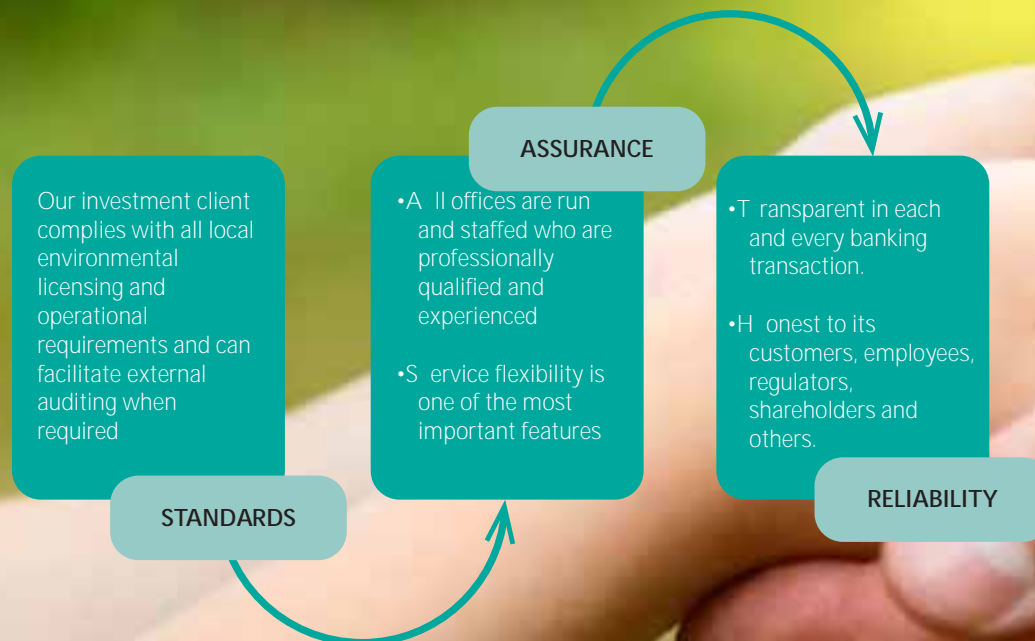 Our investment client
complies with all local
environmental
licensing and
operational
requirements and can
facilitate external
auditing when
required
STANDARDS
ASSURANCE
•A ll offices are run
and staffed who are
professionally
qualified and
experienced
•S ervice flexibility is
one of the most
important features
•T ransparent in each
and every banking
transaction.
•H onest to its
customers, employees,
regulators,
shareholders and
others.
RELIABILITY